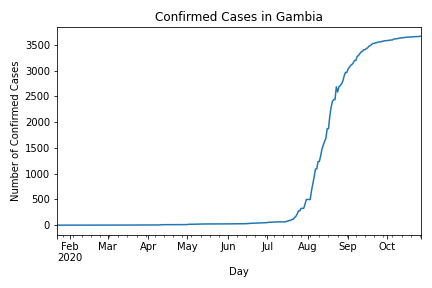 Confirmed Cases in Gambia
Number of Confirmed Cases
3500
3000
2500
2000
1500
1000
500
0
Feb Mar Apr May Jun Jul Aug Sep Oct
2020
Day